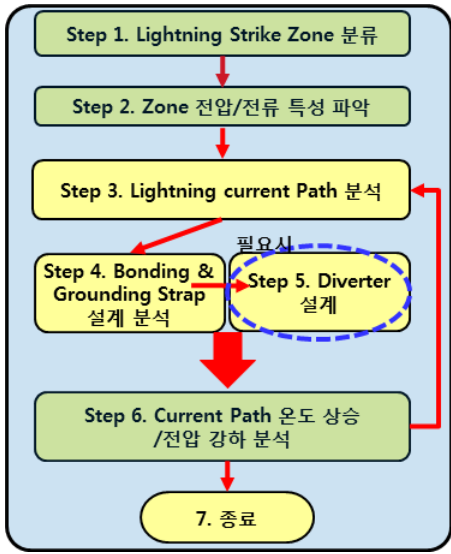 Step 1. Lightning Strike Zone 분류
Step 2. Zone 전압/전류 특성 파악
Step 3. Lightning current Path 분석
필요시
Step 4. Bonding &
Grounding Strap
설계 분석
Step 5. Diverter
설계
Step 6. Current Path 온도 상승
/전압 강하 분석
7. 종료